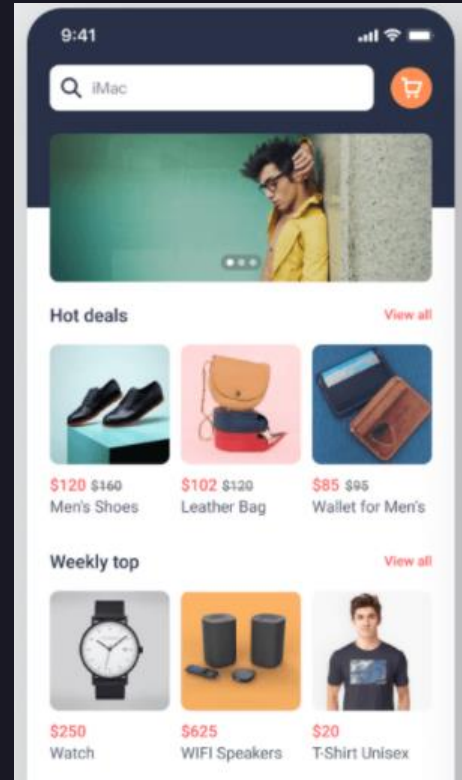 9:41
iMac
Hot deals View all
$120 $160 $102 $120 $85 $95
Men's Shoes Leather Bag Wallet for Men's
Weekly top View all
$250 $625 $20
Watch WIFI Speakers T-Shirt Unisex